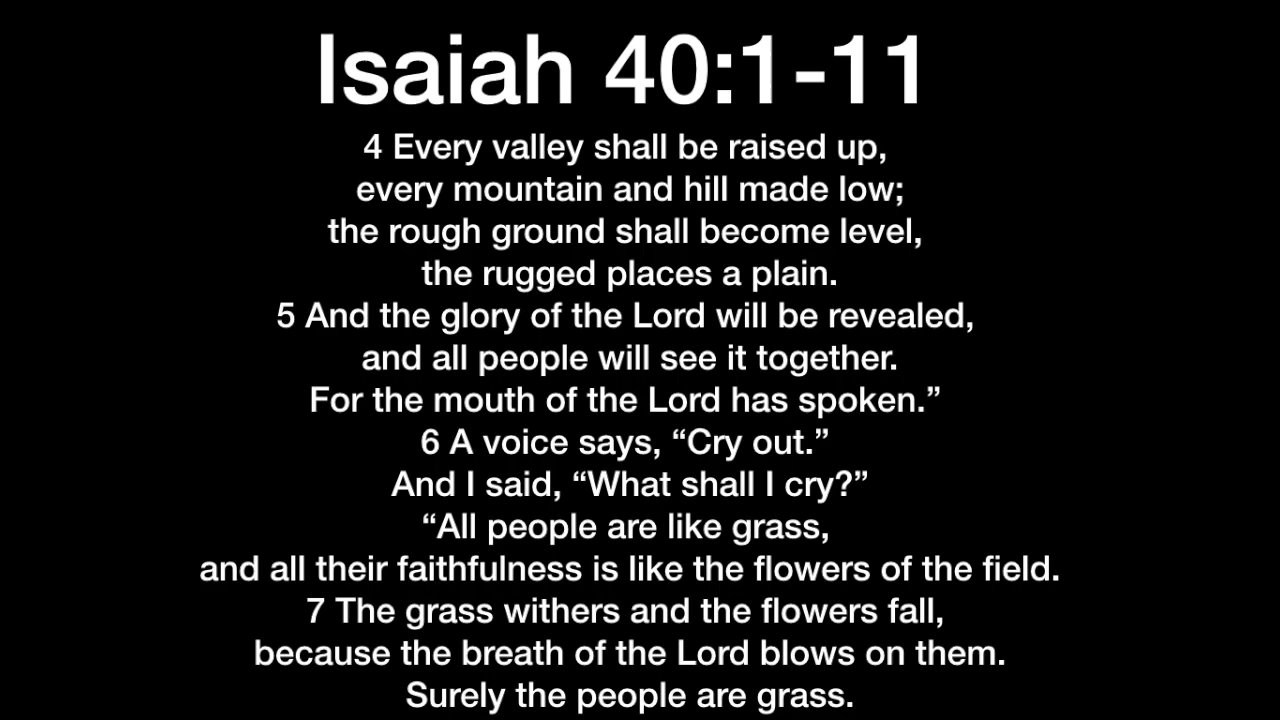 Isaiah 40:1-11
4 Every valley shall be raised up,
every mountain and hill made low;
the rough ground shall become level,
the rugged places a plain.
5 And the glory of the Lord will be revealed,
and all people will see it together.
For the mouth of the Lord has spoken.”
6 A voice says, “Cry out.”
And I said, “What shall I cry?”
“All people are like grass,
and all their faithfulness is like the flowers of the field.
7 The grass withers and the flowers fall,
because the breath of the Lord blows on them.
Surely the people are grass.